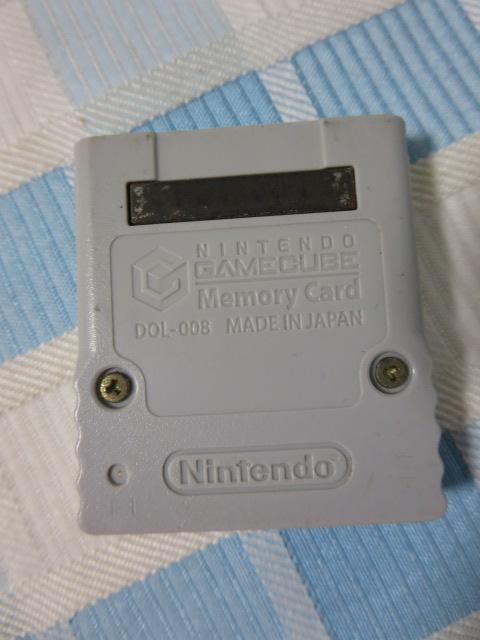 NINTENDO
GAMECUBE
Memory Card
DOL-008 MADE IN JAPAN
Nintendo